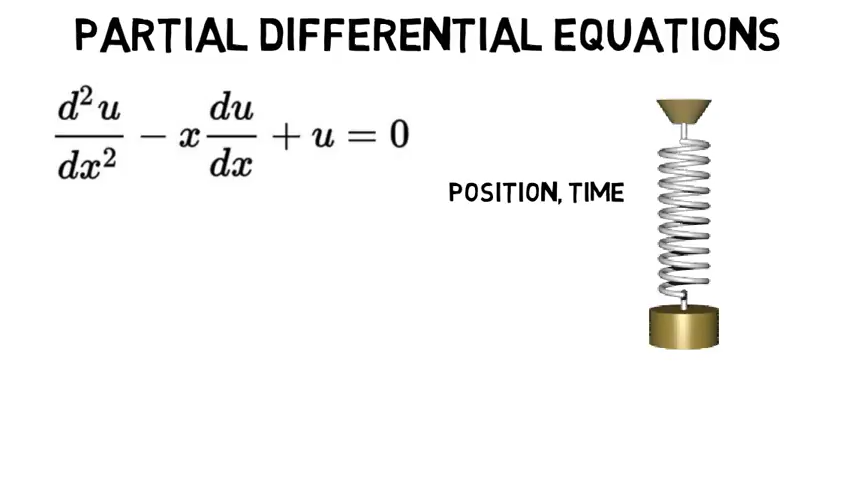 PARTIAL DIFFERENTIAL EQUATIONS
d²u/dx² − x du/dx + u = 0
POSITION, TIME